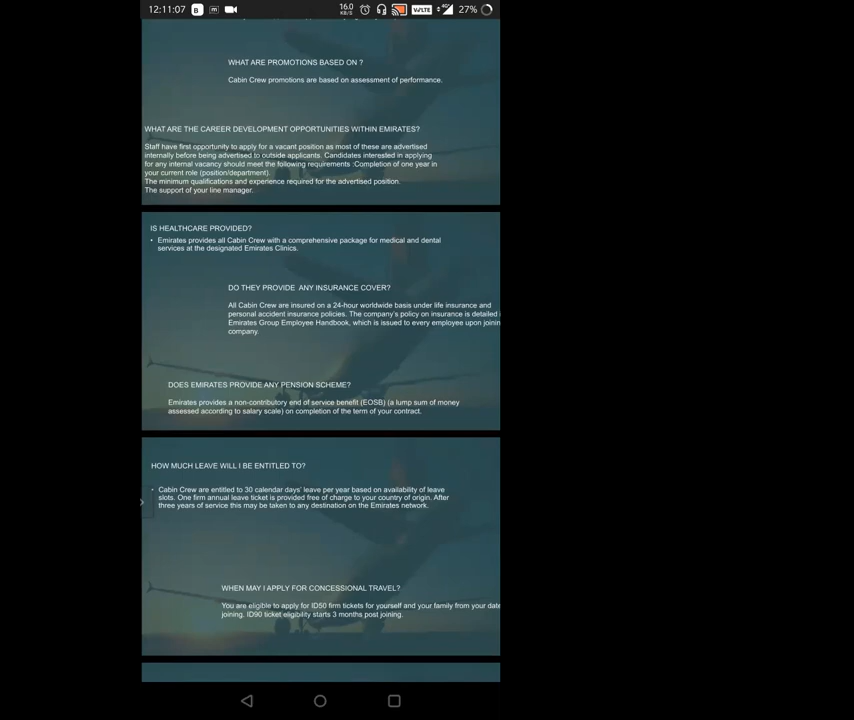 12:11:07
16.0
KB/S
VoLTE
4G
27%
WHAT ARE PROMOTIONS BASED ON ?
Cabin Crew promotions are based on assessment of performance.
WHAT ARE THE CAREER DEVELOPMENT OPPORTUNITIES WITHIN EMIRATES?
Staff have first opportunity to apply for a vacant position as most of these are advertised
internally before being advertised to outside applicants. Candidates interested in applying
for any internal vacancy should meet the following requirements :Completion of one year in
your current role (position/department).
The minimum qualifications and experience required for the advertised position.
The support of your line manager.
IS HEALTHCARE PROVIDED?
• Emirates provides all Cabin Crew with a comprehensive package for medical and dental
services at the designated Emirates Clinics.
DO THEY PROVIDE ANY INSURANCE COVER?
All Cabin Crew are insured on a 24-hour worldwide basis under life insurance and
personal accident insurance policies. The company's policy on insurance is detailed i
Emirates Group Employee Handbook, which is issued to every employee upon joinin
company.
DOES EMIRATES PROVIDE ANY PENSION SCHEME?
Emirates provides a non-contributory end of service benefit (EOSB) (a lump sum of money
assessed according to salary scale) on completion of the term of your contract.
HOW MUCH LEAVE WILL I BE ENTITLED TO?
• Cabin Crew are entitled to 30 calendar days' leave per year based on availability of leave
slots. One firm annual leave ticket is provided free of charge to your country of origin. After
three years of service this may be taken to any destination on the Emirates network.
WHEN MAY I APPLY FOR CONCESSIONAL TRAVEL?
You are eligible to apply for ID50 firm tickets for yourself and your family from your date
joining. ID90 ticket eligibility starts 3 months post joining.